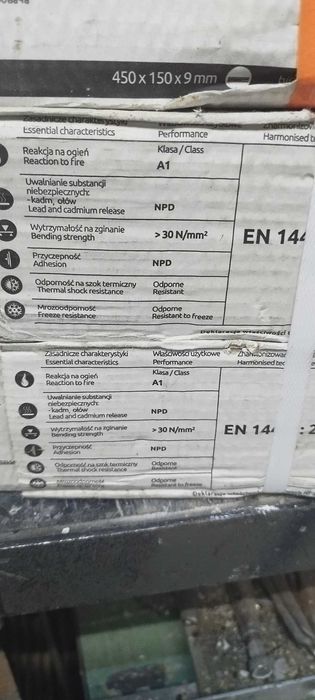 450 x 150 x 9 mm
Zasadnicze charakterystyki
Essential characteristics Performance Harmonised
Reakcja na ogień Klasa / Class
Reaction to fire A1
Uwalnianie substancji
niebezpiecznych:
-kadm, ołów NPD
Lead and cadmium release
Wytrzymałość na zginanie > 30 N/mm² EN 144
Bending strength
Przyczepność NPD
Adhesion
Odporność na szok termiczny Odporne
Thermal shock resistance Resistant
Mrozoodporność Odporne
Freeze resistance Resistant to freeze
Zasadnicze charakterystyki Właściwości użytkowe
Essential characteristics Performance Harmonised
Reakcja na ogień Klasa / Class
Reaction to fire A1
Uwalnianie substancji
niebezpiecznych:
-kadm, ołów NPD
Lead and cadmium release
Wytrzymałość na zginanie > 30 N/mm² EN 14
Bending strength
Przyczepność NPD
Adhesion
Odporność na szok termiczny Odporne
Thermal shock resistance Resistant
Mrozoodporność Odporne
Resistant to freeze